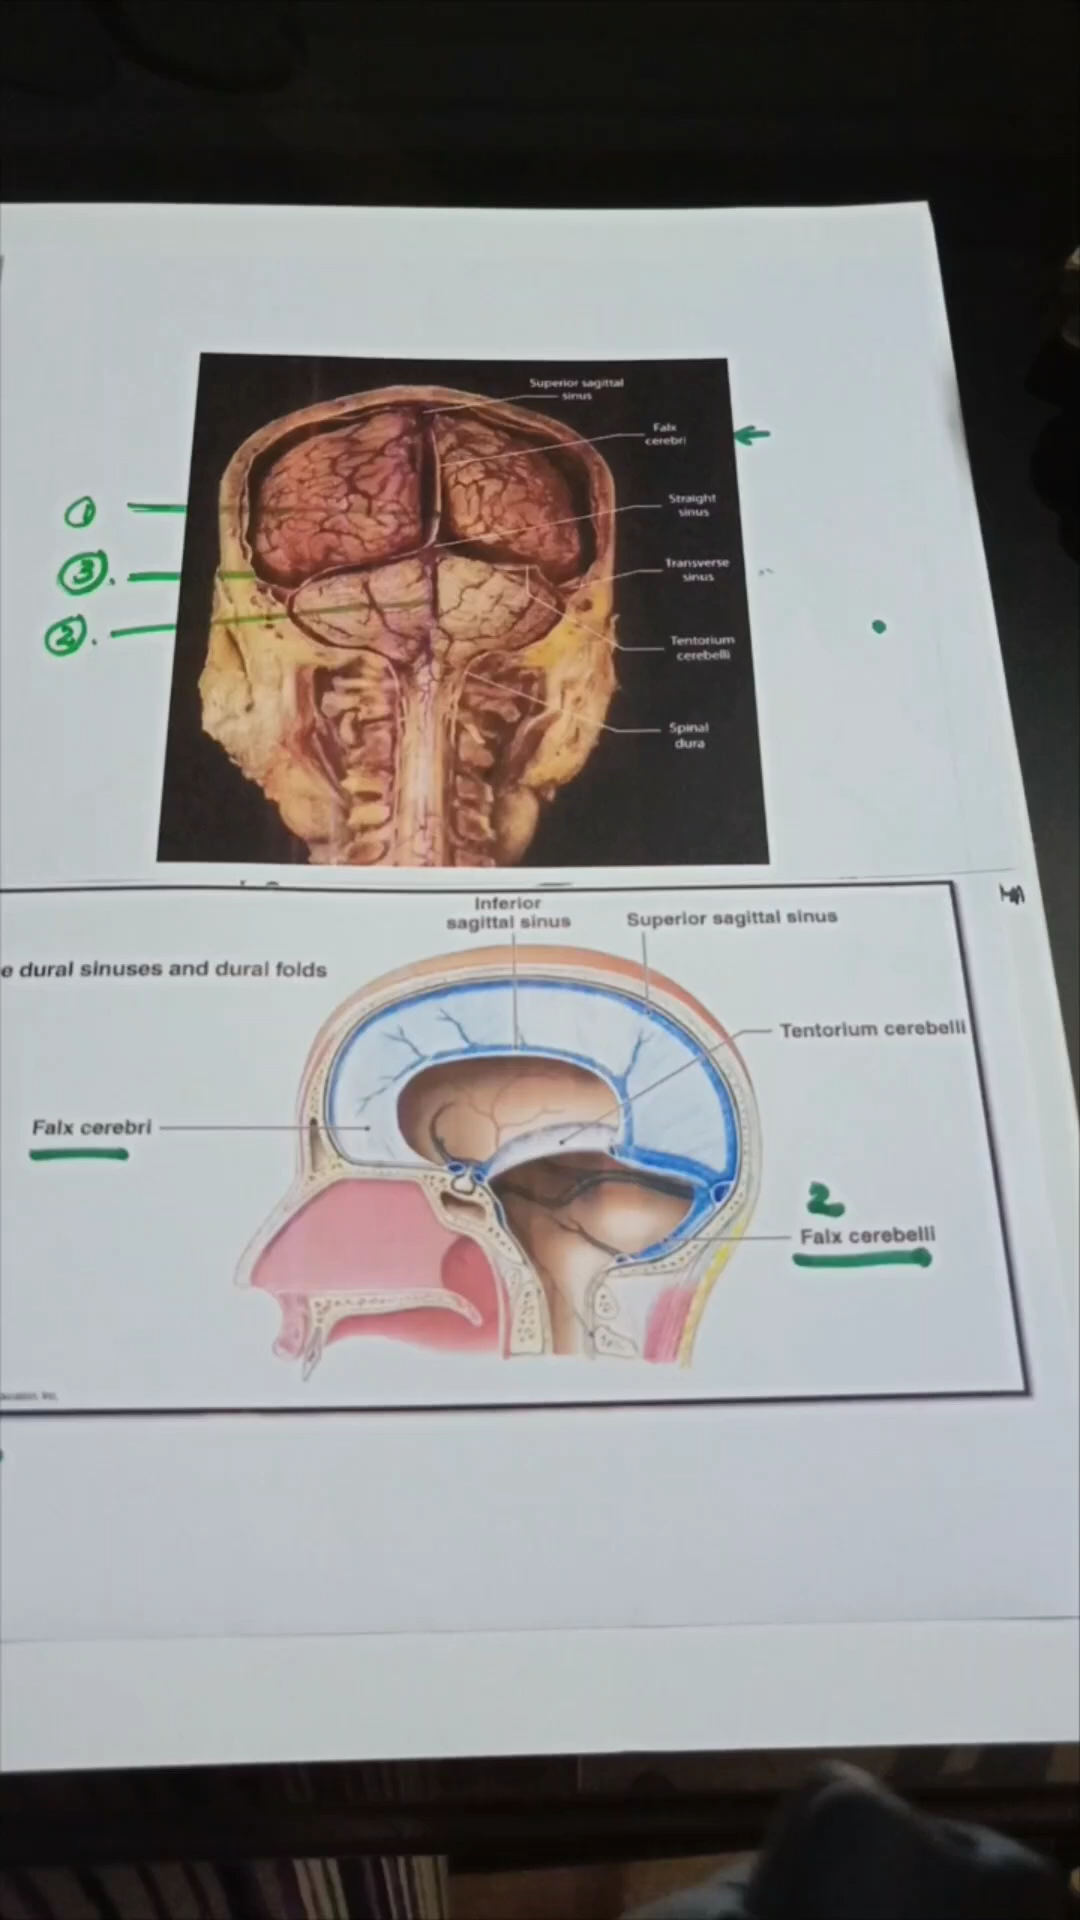 Superior sagittal
sinus
Falx
cerebri
①
Straight
sinus
③.
Transverse
sinus
②.
Tentorium
cerebelli
Spinal
dura
Inferior
sagittal sinus
Superior sagittal sinus
e dural sinuses and dural folds
Tentorium cerebelli
Falx cerebri
2
Falx cerebelli